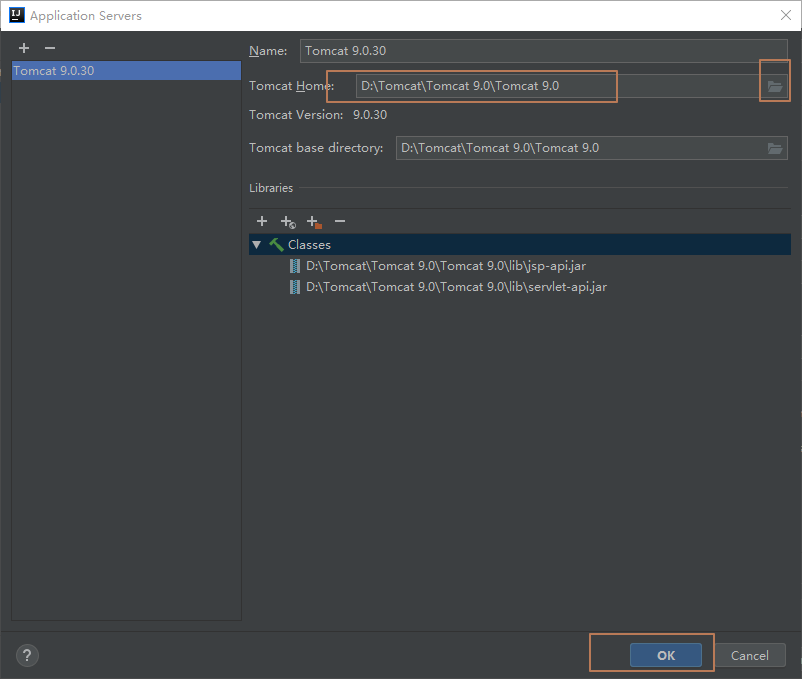 IJ Application Servers
Tomcat 9.0.30
Name: Tomcat 9.0.30
Tomcat Home: D:\Tomcat\Tomcat 9.0\Tomcat 9.0
Tomcat Version: 9.0.30
Tomcat base directory: D:\Tomcat\Tomcat 9.0\Tomcat 9.0
Libraries
Classes
D:\Tomcat\Tomcat 9.0\Tomcat 9.0\lib\jsp-api.jar
D:\Tomcat\Tomcat 9.0\Tomcat 9.0\lib\servlet-api.jar
? OK Cancel